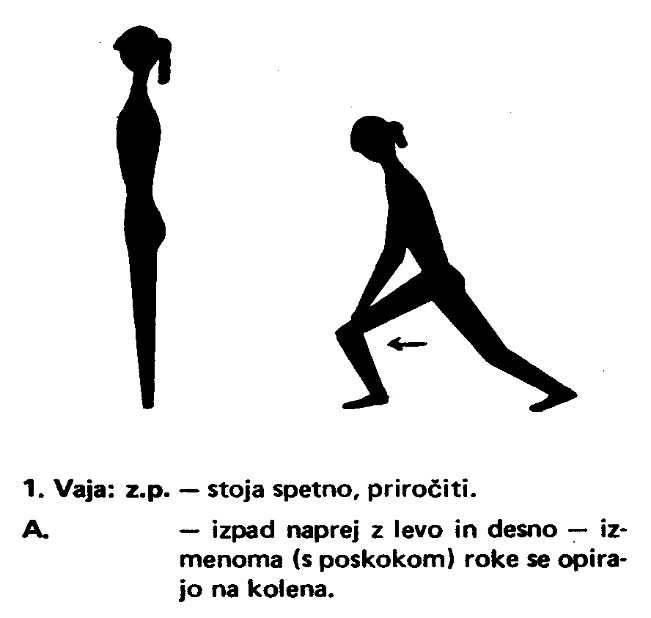 1. Vaja: z.p. — stoja spetno, priročiti.
A. — izpad naprej z levo in desno — iz-
menoma (s poskokom) roke se opira-
jo na kolena.